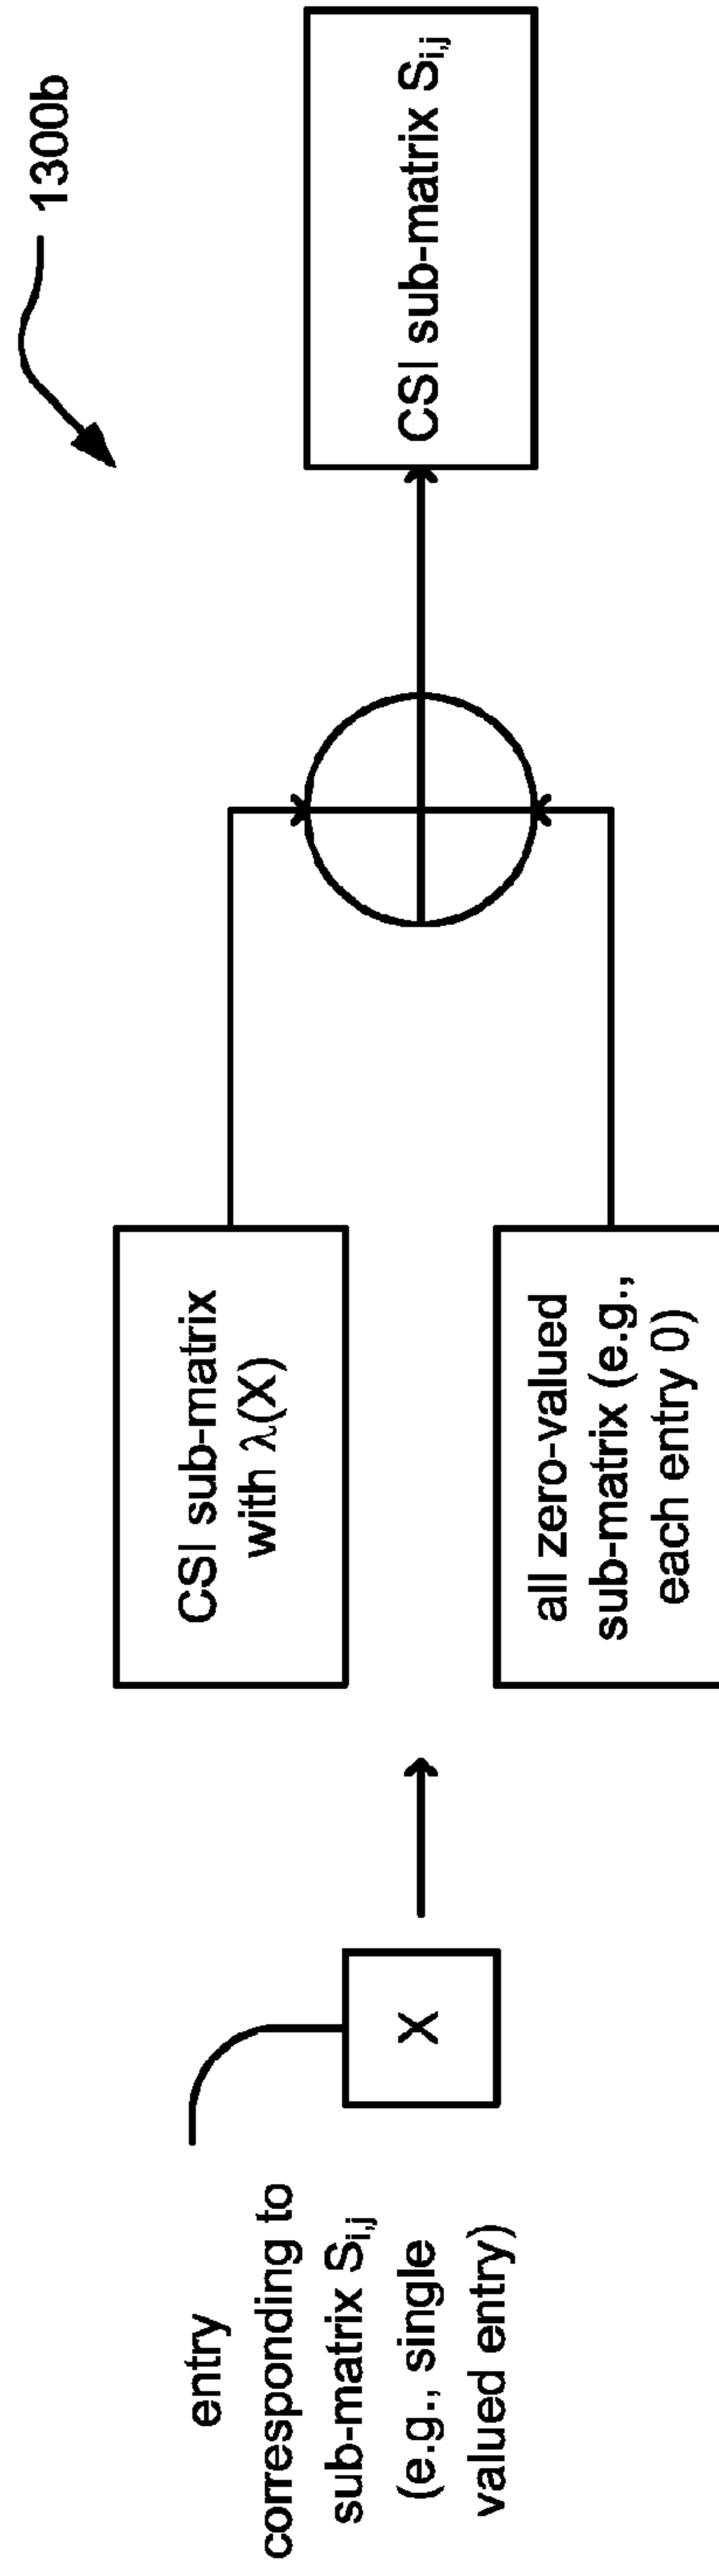 1300b
entry
corresponding to
sub-matrix Si,j
(e.g., single
valued entry)
X
CSI sub-matrix
with λ(X)
all zero-valued
sub-matrix (e.g.,
each entry 0)
CSI sub-matrix Si,j